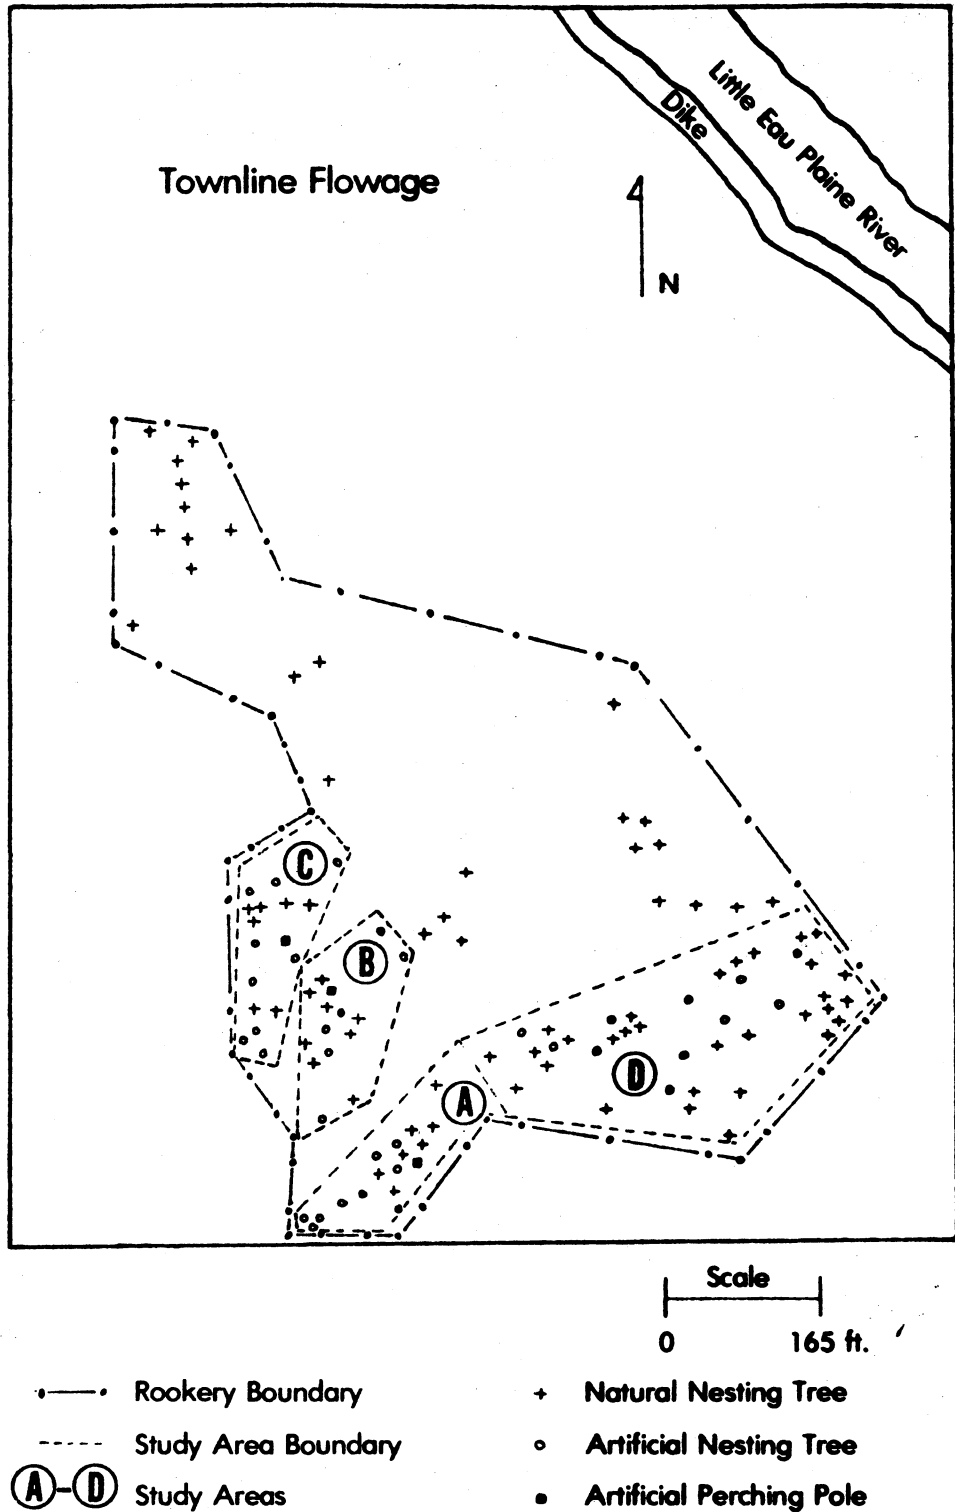 Little Eau Plaine River
Dike
Townline Flowage
N
C
B
D
A
Scale
0 165 ft.
Rookery Boundary
Natural Nesting Tree
Study Area Boundary
Artificial Nesting Tree
A-D Study Areas
Artificial Perching Pole